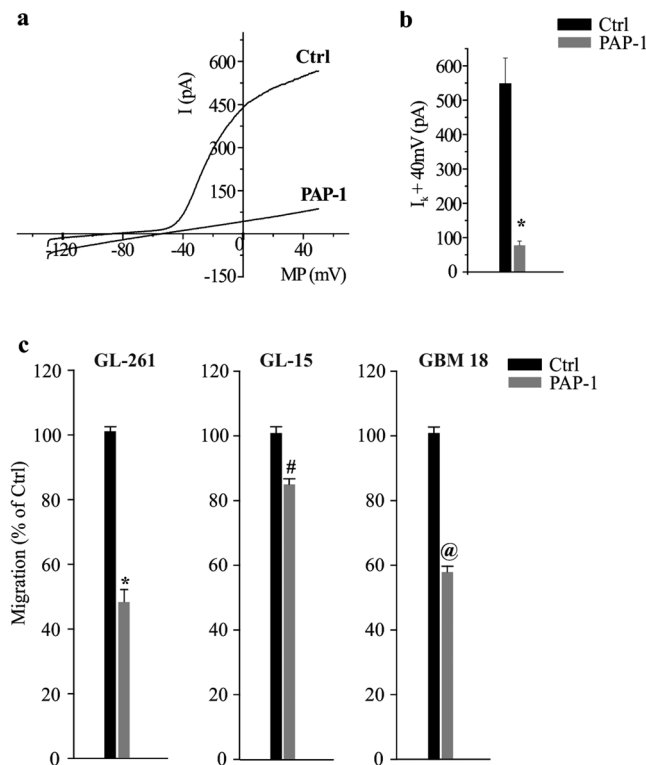 a
I (pA)
600
450
300
150
-150
-120
-80
-40
0
40
MP (mV)
Ctrl
PAP-1
b
Ctrl
PAP-1
I_k + 40mV (pA)
600
500
400
300
200
100
0
*
c
Ctrl
PAP-1
Migration (% of Ctrl)
GL-261
120
100
80
60
40
20
0
*
GL-15
120
100
80
60
40
20
0
#
GBM 18
120
100
80
60
40
20
0
@